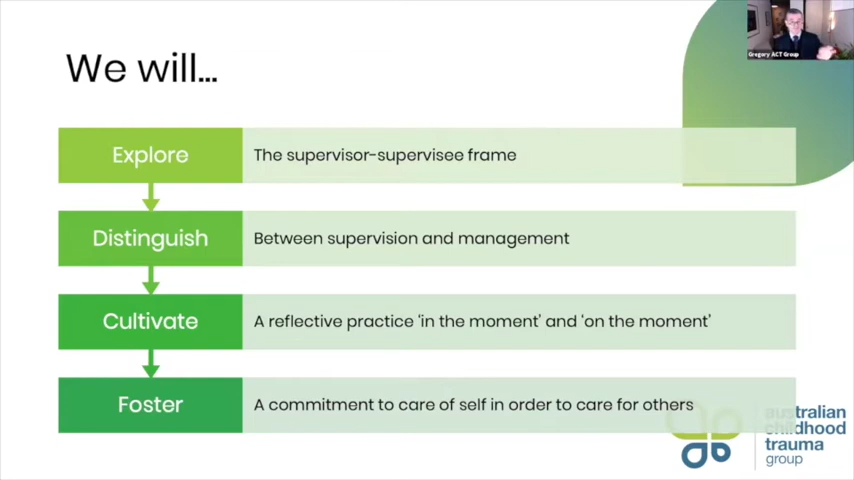 Gregory ACT Group
We will...
Explore
The supervisor-supervisee frame
Distinguish
Between supervision and management
Cultivate
A reflective practice 'in the moment' and 'on the moment'
Foster
A commitment to care of self in order to care for others
australian
childhood
trauma
group